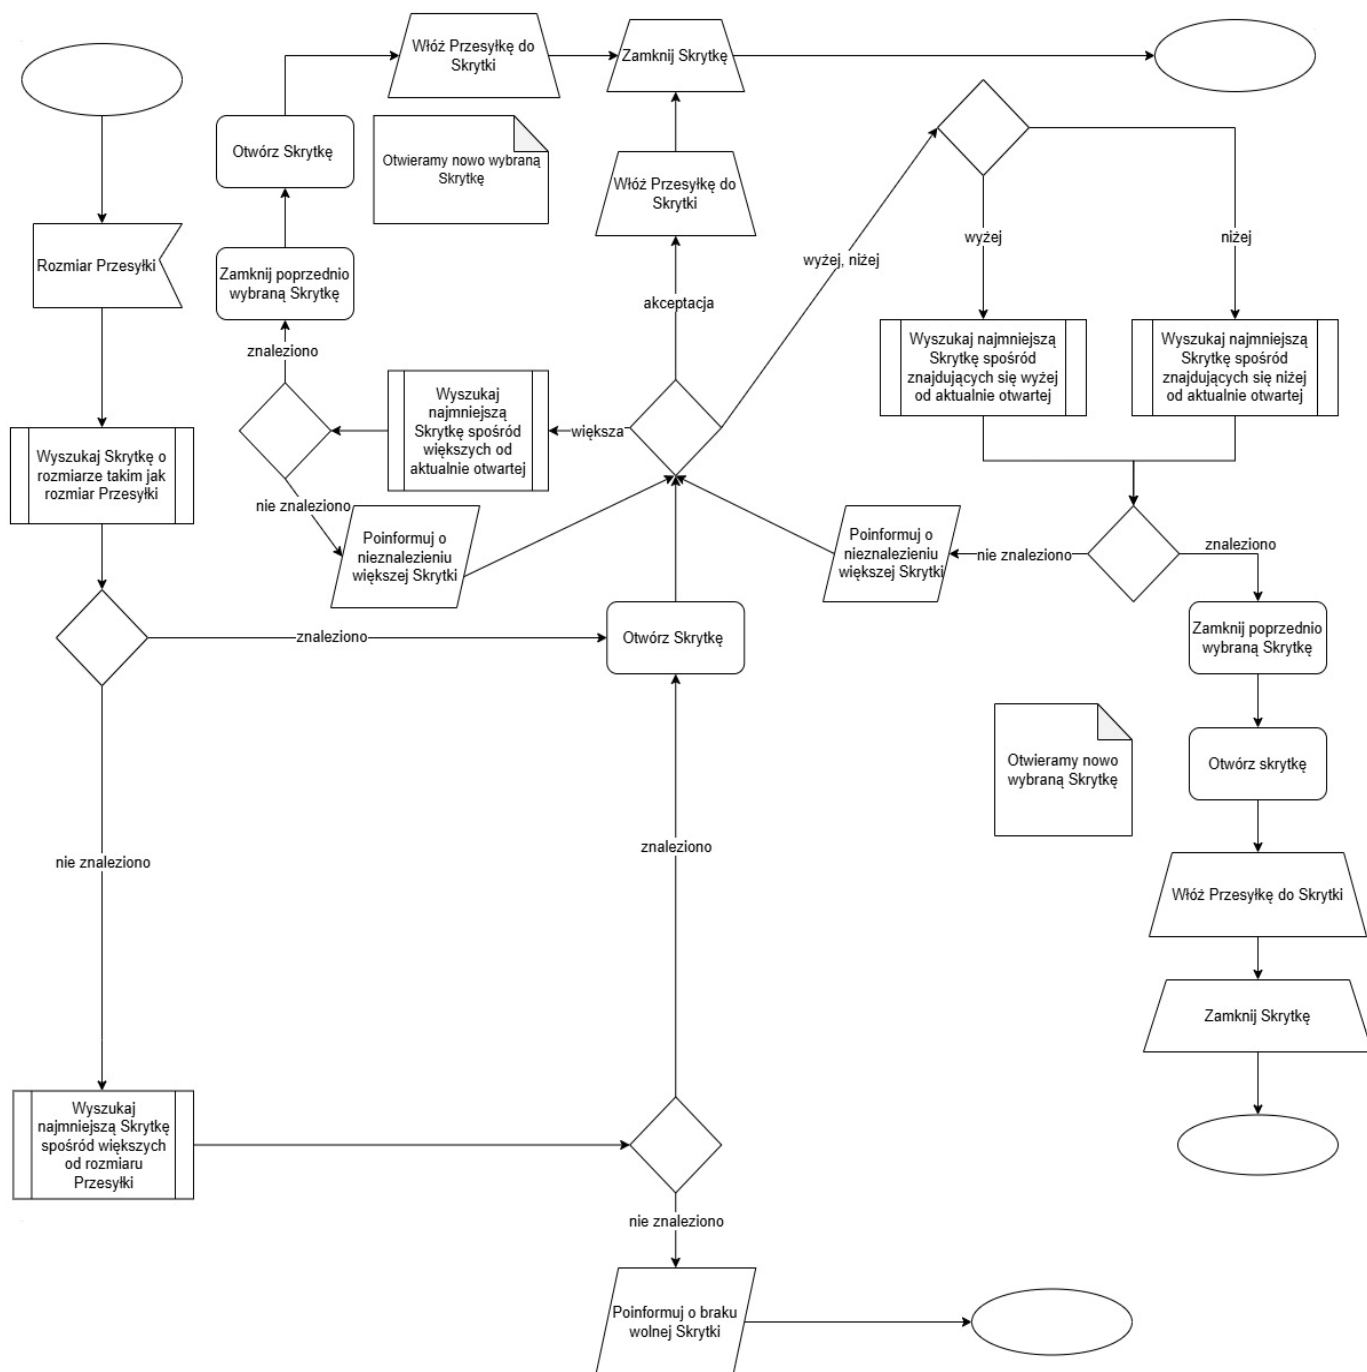 Włóż Przesyłkę do
Skrytki
Zamknij Skrytkę
Otwórz Skrytkę
Otwieramy nowo wybraną
Skrytkę
Włóż Przesyłkę do
Skrytki
wyżej
niżej
wyżej, niżej
Rozmiar Przesyłki
Zamknij poprzednio
wybraną Skrytkę
akceptacja
znaleziono
Wyszukaj najmniejszą
Skrytkę spośród
znajdujących się wyżej
od aktualnie otwartej
Wyszukaj najmniejszą
Skrytkę spośród
znajdujących się niżej
od aktualnie otwartej
Wyszukaj
najmniejszą
Skrytkę spośród
większych od
aktualnie otwartej
większa
Wyszukaj Skrytkę o
rozmiarze takim jak
rozmiar Przesyłki
nie znaleziono
Poinformuj o
nieznalezieniu
większej Skrytki
Poinformuj o
nieznalezieniu
większej Skrytki
nie znaleziono
znaleziono
znaleziono
Otwórz Skrytkę
Zamknij poprzednio
wybraną Skrytkę
Otwieramy nowo
wybraną Skrytkę
Otwórz skrytkę
nie znaleziono
znaleziono
Włóż Przesyłkę do Skrytki
Zamknij Skrytkę
Wyszukaj
najmniejszą Skrytkę
spośród większych
od rozmiaru
Przesyłki
nie znaleziono
Poinformuj o braku
wolnej Skrytki